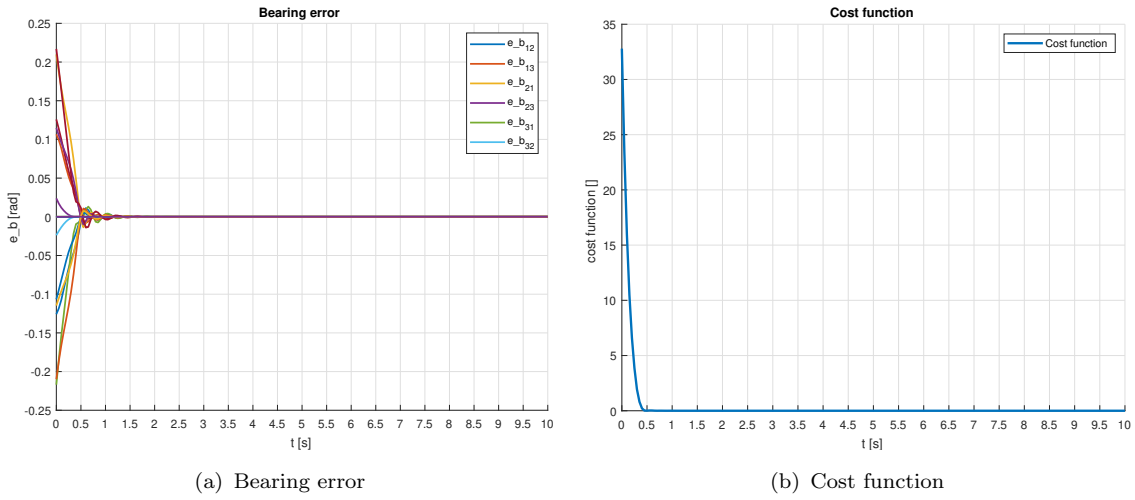 Bearing error
0.25
0.2
0.15
0.1
0.05
0
-0.05
-0.1
-0.15
-0.2
-0.25
e_b [rad]
e_b12
e_b13
e_b21
e_b23
e_b31
e_b32
0 0.5 1 1.5 2 2.5 3 3.5 4 4.5 5 5.5 6 6.5 7 7.5 8 8.5 9 9.5 10
t [s]
(a) Bearing error
Cost function
35
30
25
20
15
10
5
0
cost function []
Cost function
0 0.5 1 1.5 2 2.5 3 3.5 4 4.5 5 5.5 6 6.5 7 7.5 8 8.5 9 9.5 10
t [s]
(b) Cost function